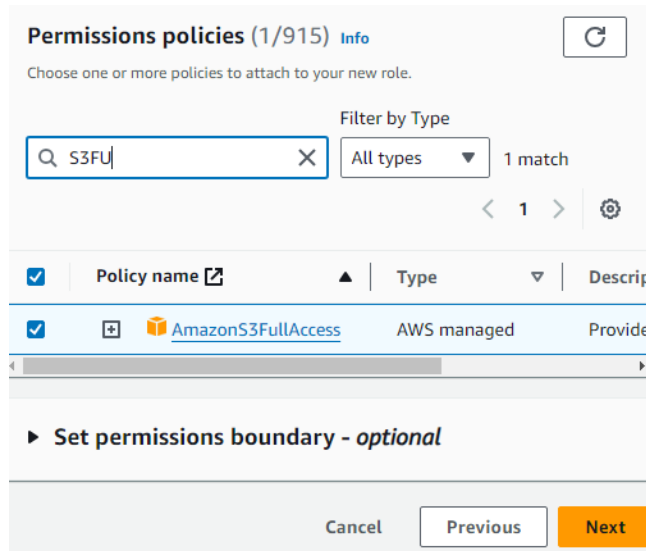 Permissions policies (1/915) Info
Choose one or more policies to attach to your new role.
Filter by Type
S3FU
All types
1 match
1
Policy name
Type
Descrip
AmazonS3FullAccess
AWS managed
Provide
Set permissions boundary - optional
Cancel
Previous
Next